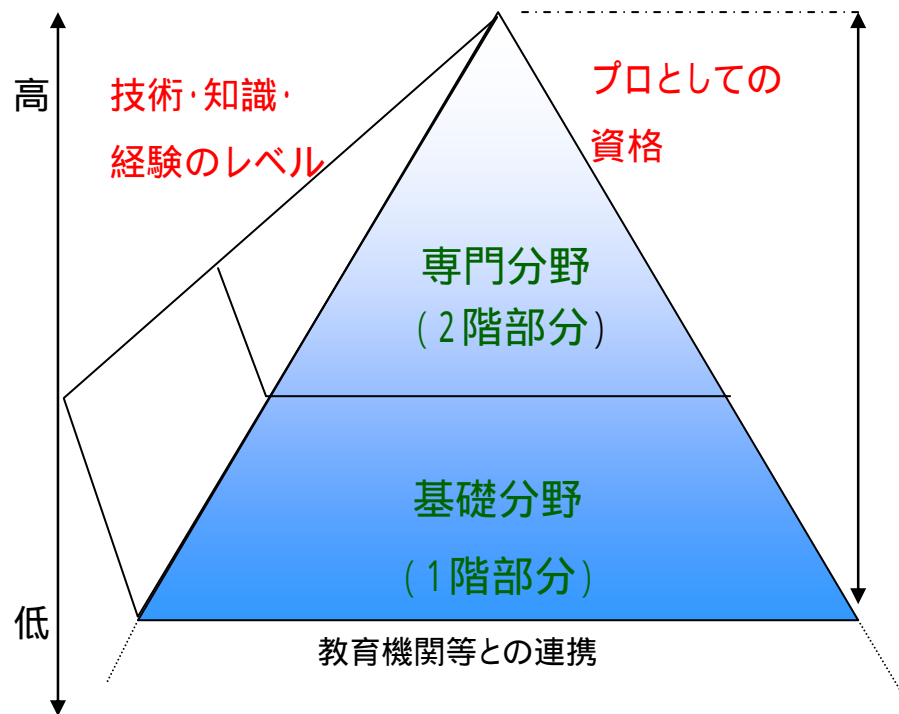 高
技術・知識・
経験のレベル
プロとしての
資格
専門分野
(2階部分)
基礎分野
(1階部分)
低
教育機関等との連携